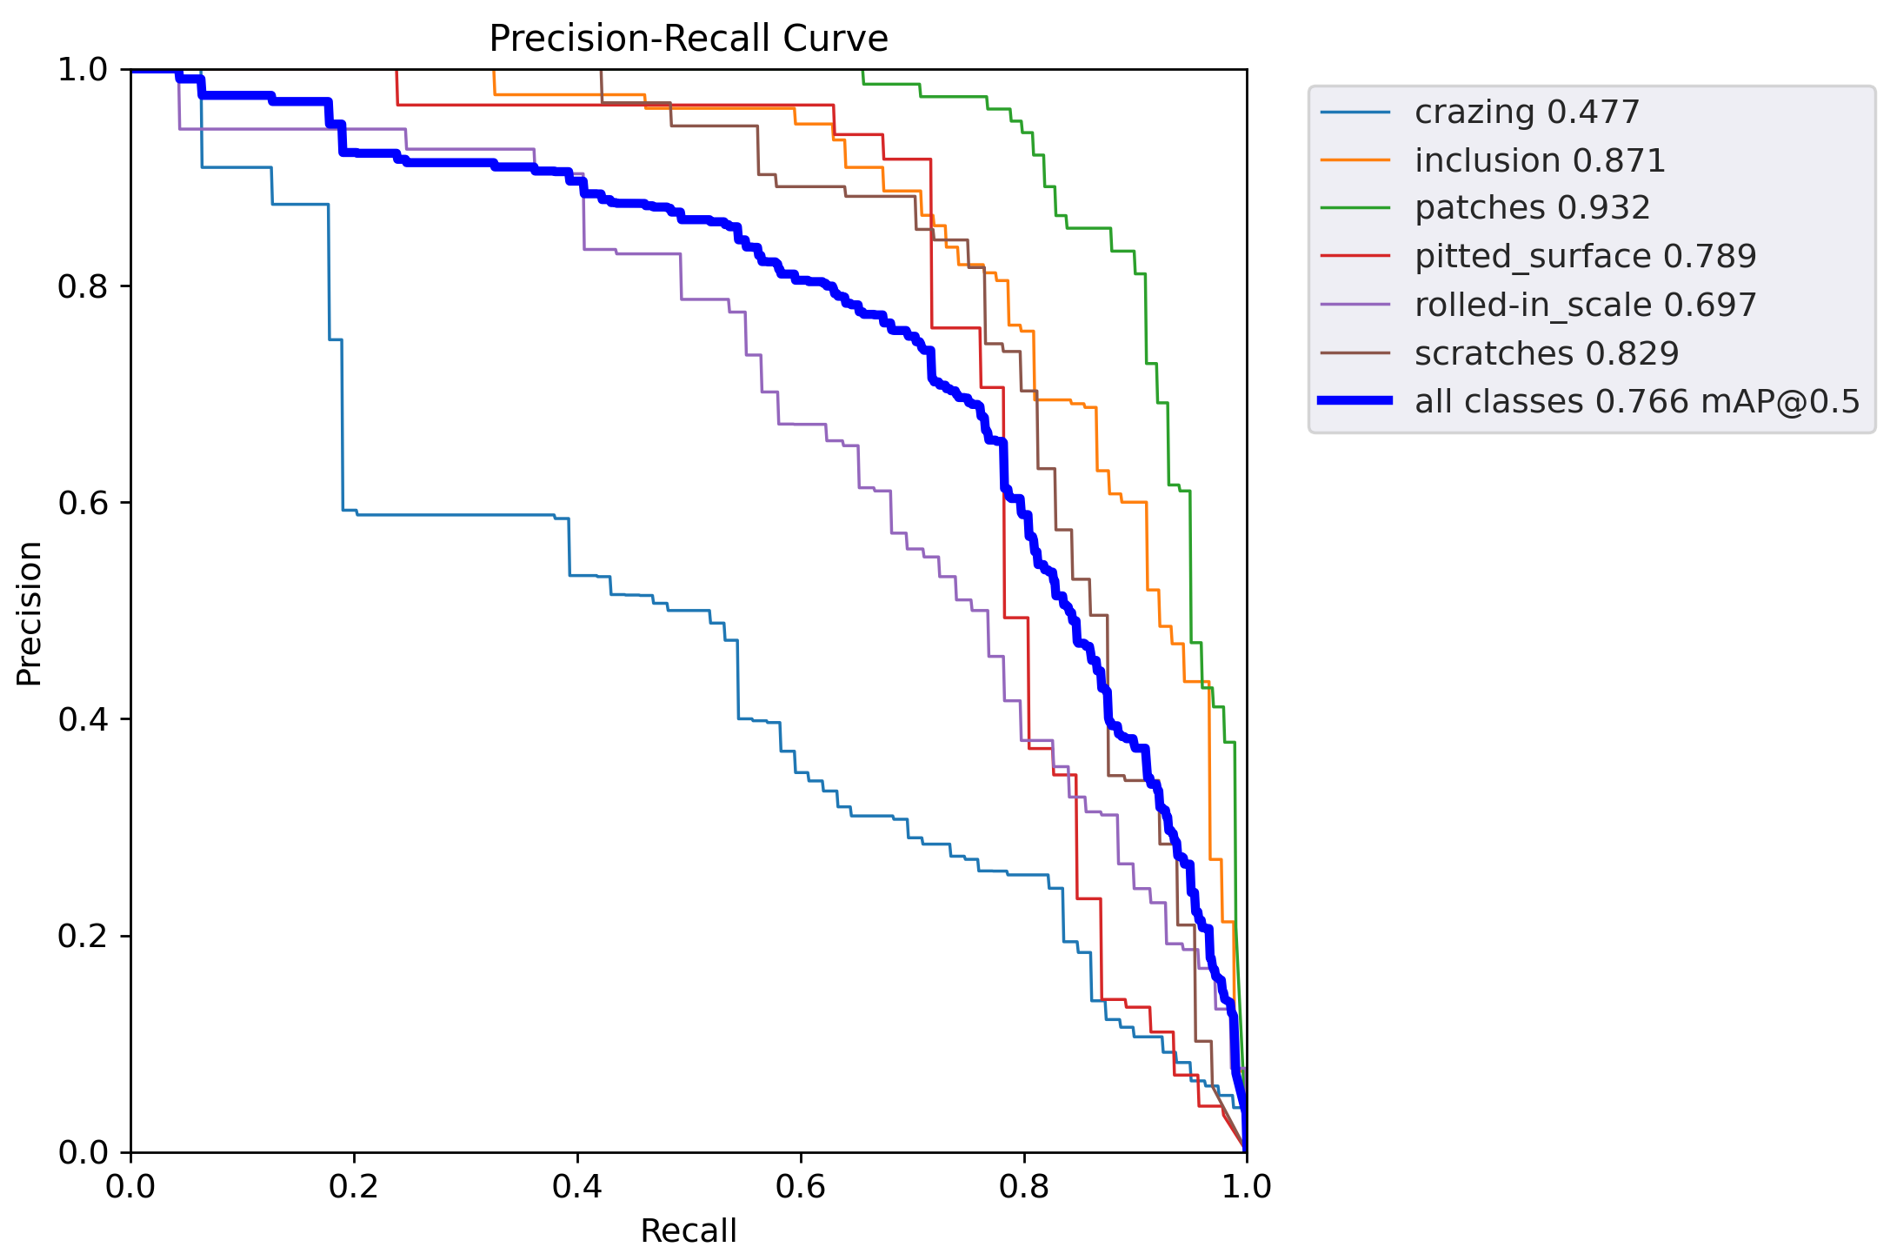 Precision-Recall Curve
1.0
0.8
0.6
0.4
0.2
0.0
Precision
0.0 0.2 0.4 0.6 0.8 1.0
Recall
crazing 0.477
inclusion 0.871
patches 0.932
pitted_surface 0.789
rolled-in_scale 0.697
scratches 0.829
all classes 0.766 mAP@0.5